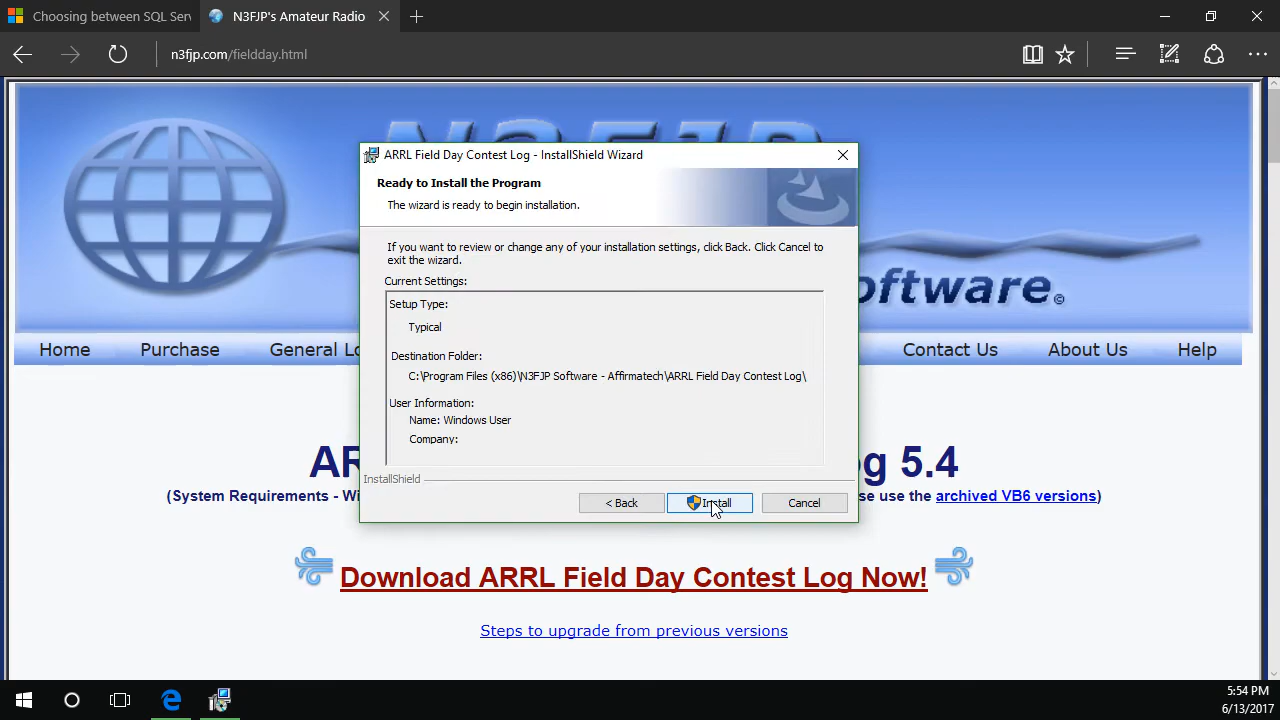 Choosing between SQL Serv
N3FJP's Amateur Radio
n3fjp.com/fieldday.html
N3FJP
ARRL Field Day Contest Log - InstallShield Wizard
Ready to Install the Program
The wizard is ready to begin installation.
If you want to review or change any of your installation settings, click Back. Click Cancel to
exit the wizard.
Current Settings:
Setup Type:
Typical
Destination Folder:
C:\Program Files (x86)\N3FJP Software - Affirmatech\ARRL Field Day Contest Log\
User Information:
Name: Windows User
Company:
InstallShield
< Back
Install
Cancel
oftware.©
Home
Purchase
General Lo
Contact Us
About Us
Help
AR
g 5.4
(System Requirements - Wi
se use the archived VB6 versions)
Download ARRL Field Day Contest Log Now!
Steps to upgrade from previous versions
5:54 PM
6/13/2017